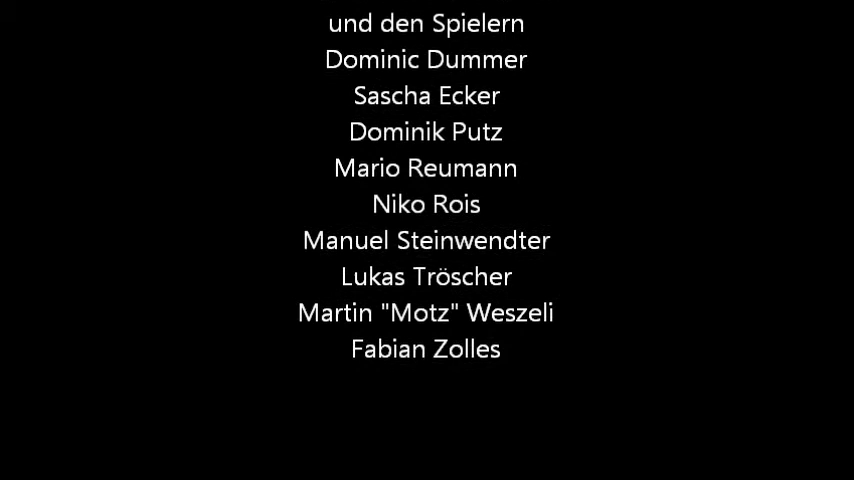 und den Spielern
Dominic Dummer
Sascha Ecker
Dominik Putz
Mario Reumann
Niko Rois
Manuel Steinwendter
Lukas Tröscher
Martin "Motz" Weszeli
Fabian Zolles